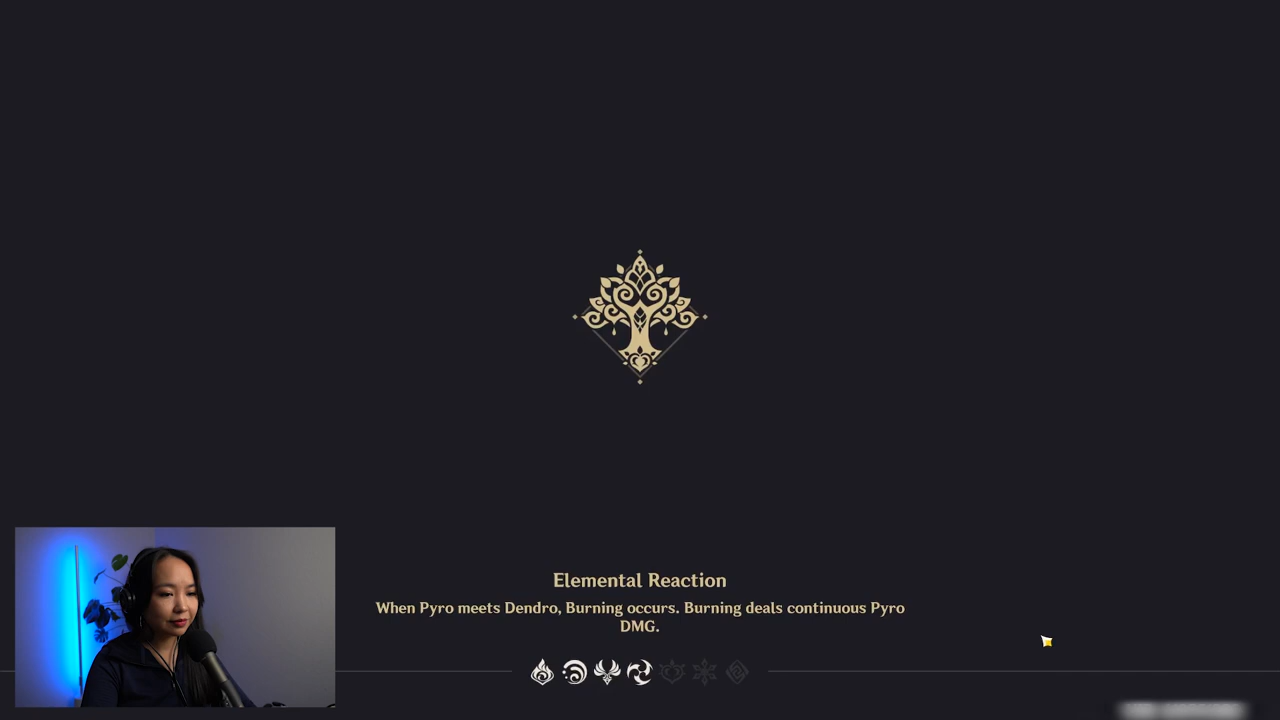 Elemental Reaction
When Pyro meets Dendro, Burning occurs. Burning deals continuous Pyro
DMG.